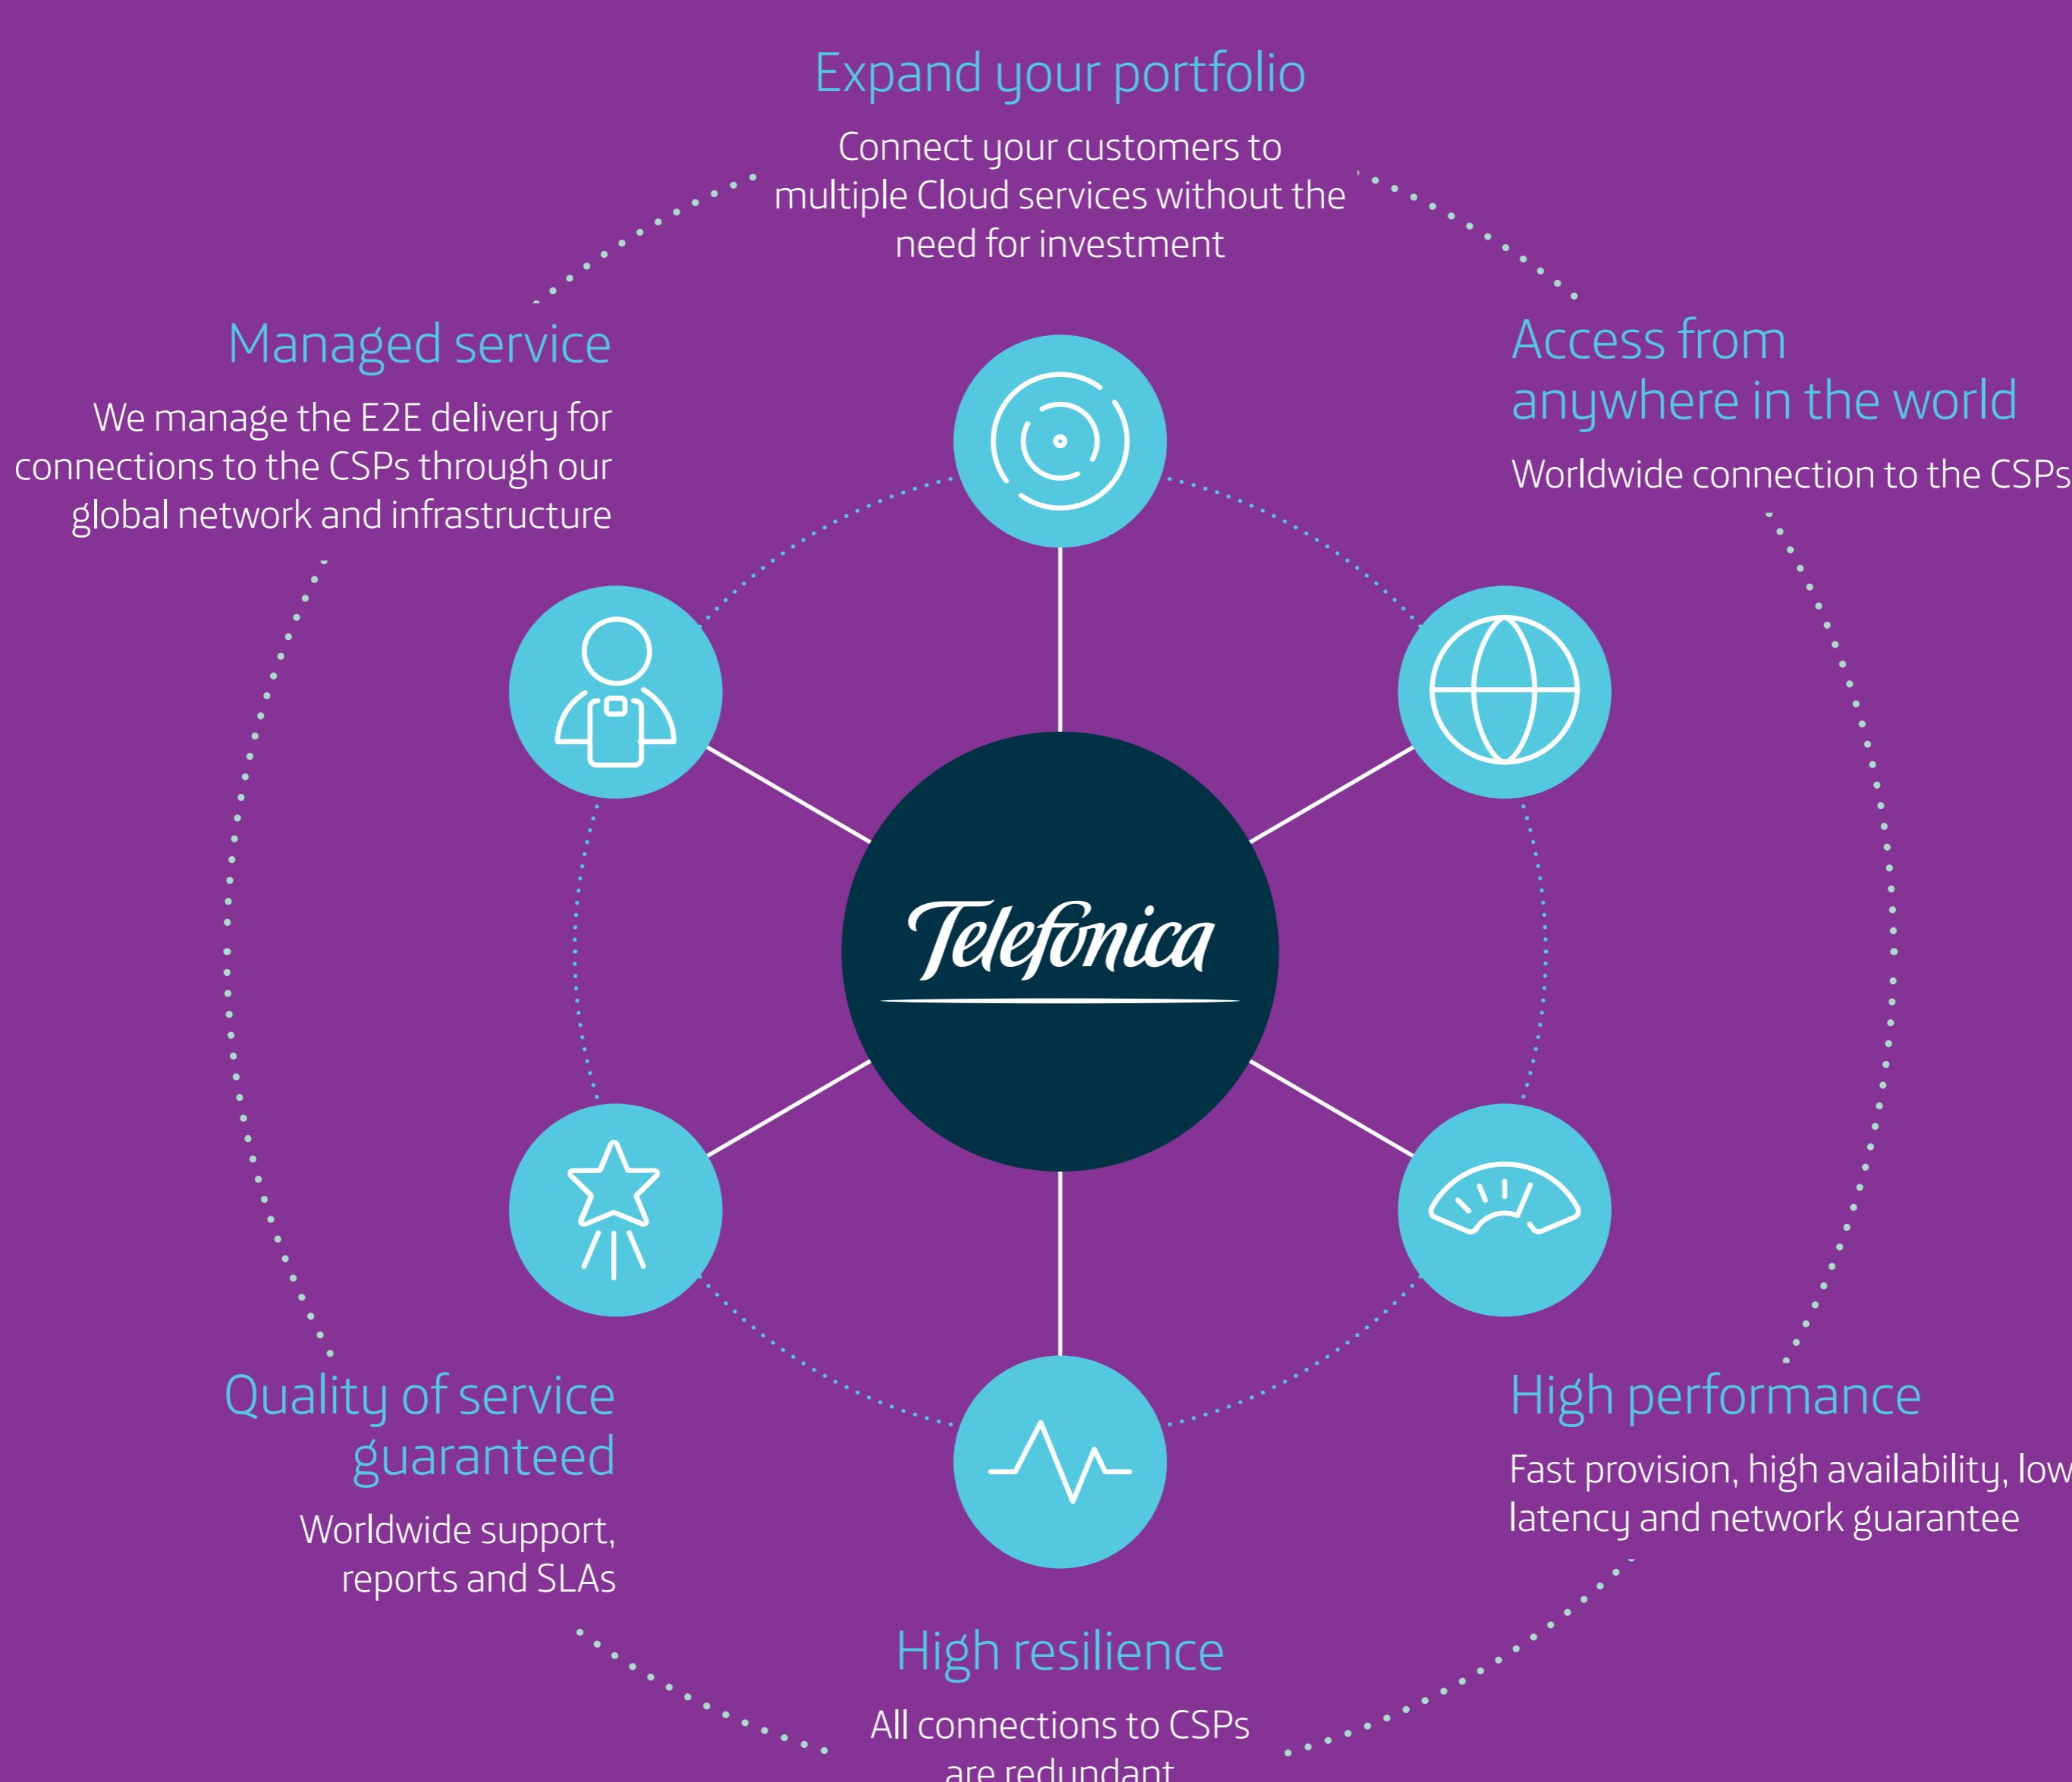 Expand your portfolio
Connect your customers to
multiple Cloud services without the
need for investment
Managed service
We manage the E2E delivery for
connections to the CSPs through our
global network and infrastructure
Access from
anywhere in the world
Worldwide connection to the CSPs
Telefónica
Quality of service
guaranteed
Worldwide support,
reports and SLAs
High performance
Fast provision, high availability, low
latency and network guarantee
High resilience
All connections to CSPs
are redundant